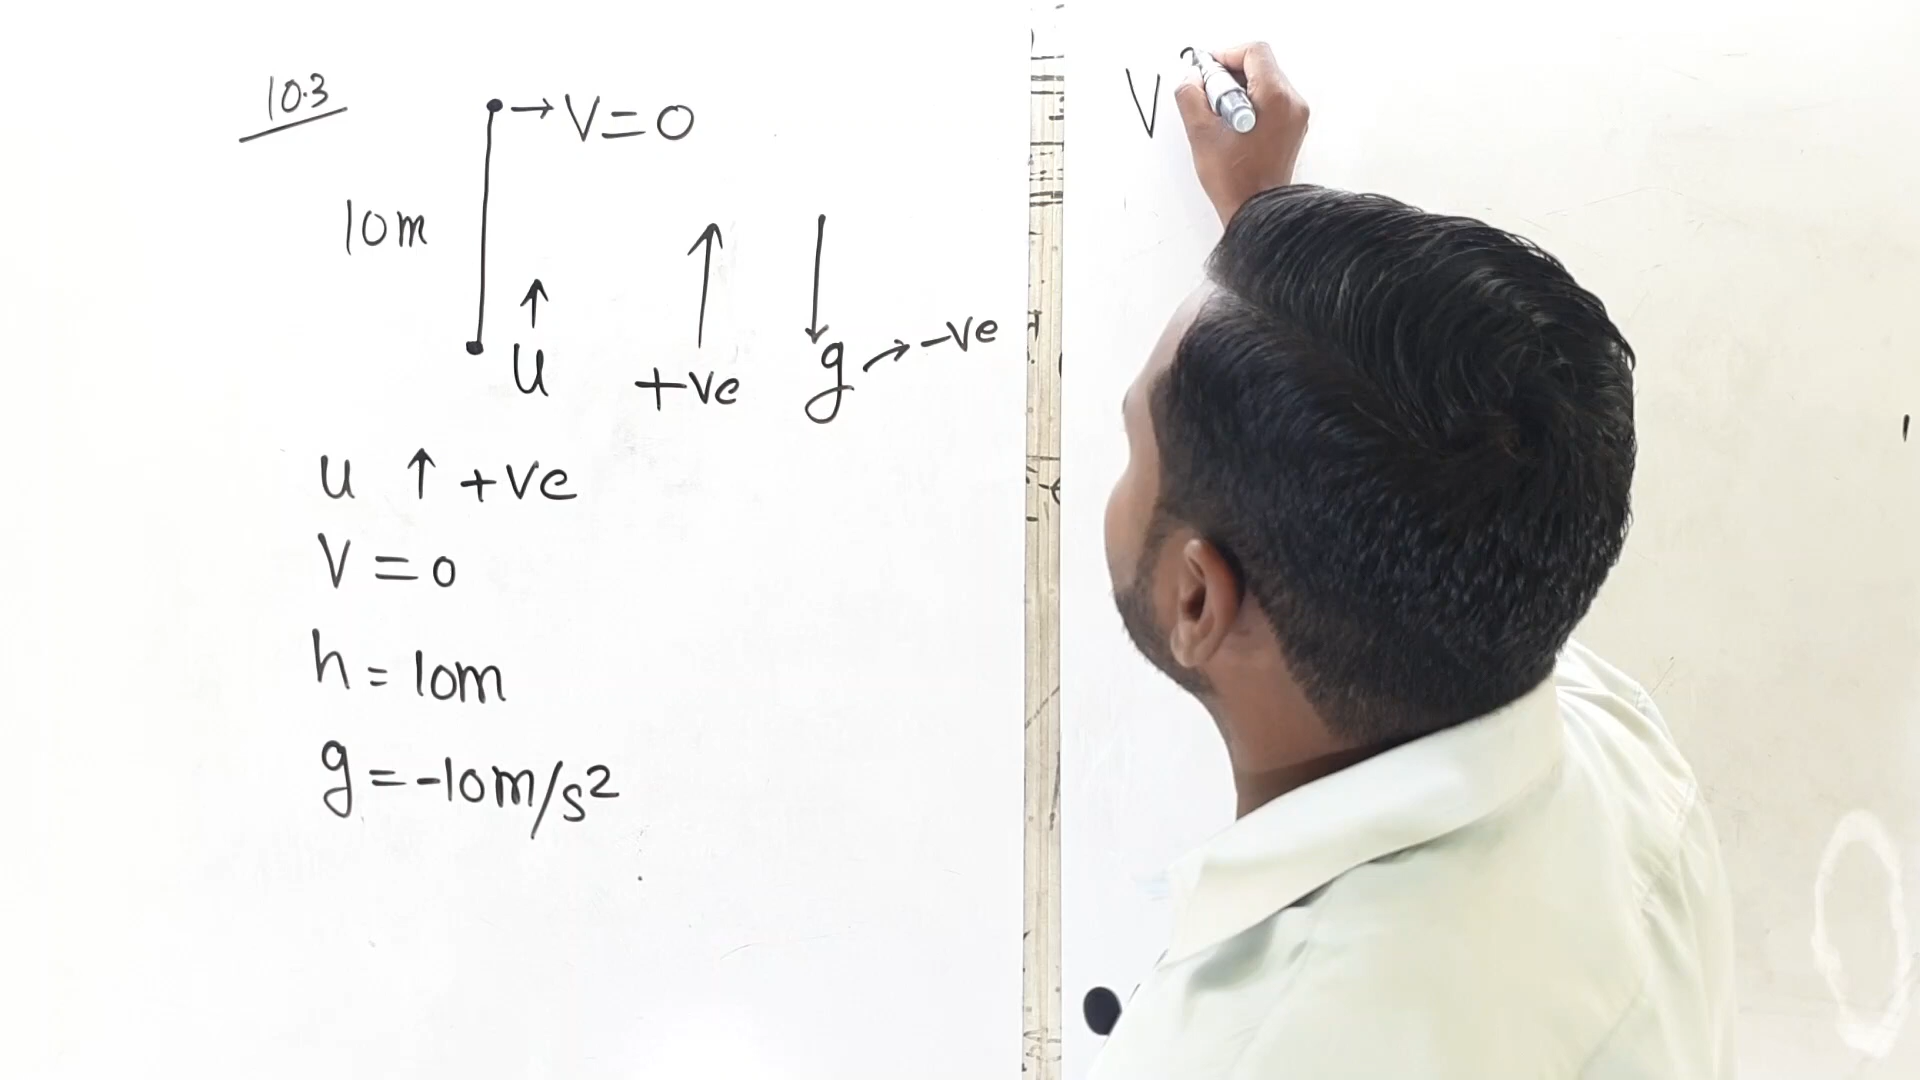 10.3
→ V = 0
10m
u ↑
+ve ↑
g → -ve
u ↑ +ve
V = 0
h = 10m
g = -10m/s²
V